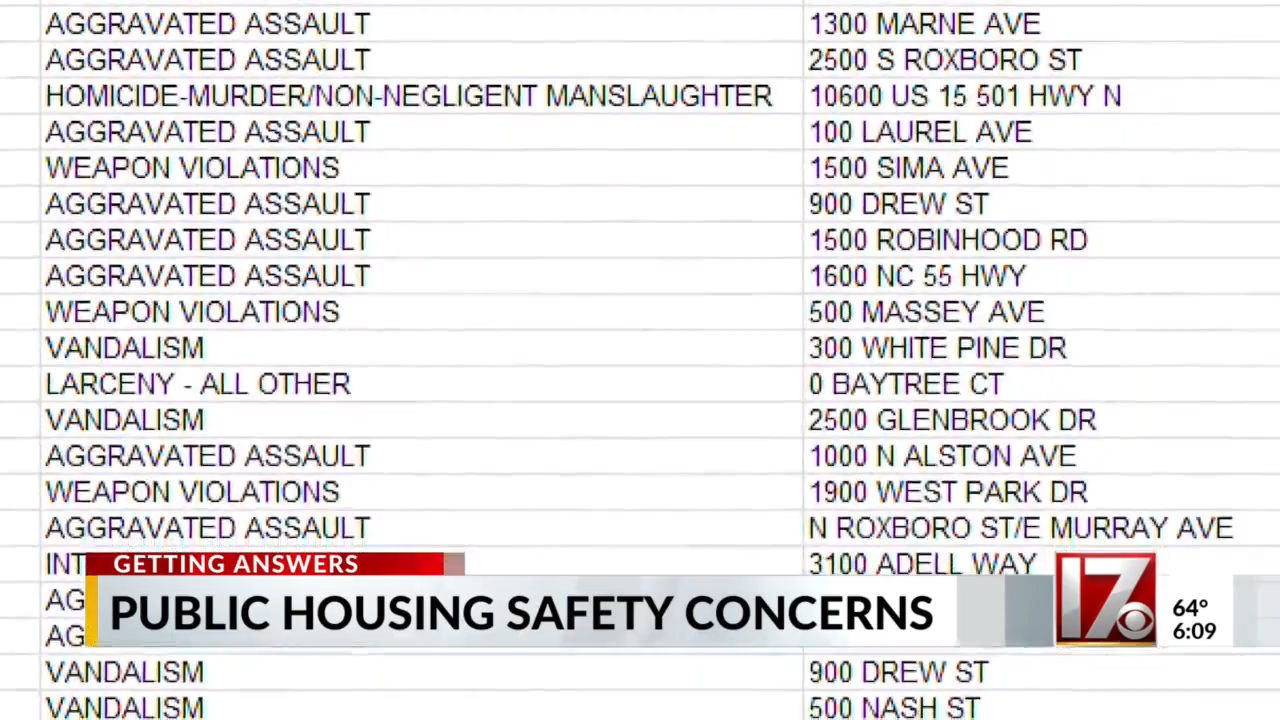 AGGRAVATED ASSAULT 1300 MARNE AVE
AGGRAVATED ASSAULT 2500 S ROXBORO ST
HOMICIDE-MURDER/NON-NEGLIGENT MANSLAUGHTER 10600 US 15 501 HWY N
AGGRAVATED ASSAULT 100 LAUREL AVE
WEAPON VIOLATIONS 1500 SIMA AVE
AGGRAVATED ASSAULT 900 DREW ST
AGGRAVATED ASSAULT 1500 ROBINHOOD RD
AGGRAVATED ASSAULT 1600 NC 55 HWY
WEAPON VIOLATIONS 500 MASSEY AVE
VANDALISM 300 WHITE PINE DR
LARCENY - ALL OTHER 0 BAYTREE CT
VANDALISM 2500 GLENBROOK DR
AGGRAVATED ASSAULT 1000 N ALSTON AVE
WEAPON VIOLATIONS 1900 WEST PARK DR
AGGRAVATED ASSAULT N ROXBORO ST/E MURRAY AVE
INT 3100 ADELL WAY
GETTING ANSWERS
AG
PUBLIC HOUSING SAFETY CONCERNS
17
64°
AG
6:09
VANDALISM 900 DREW ST
VANDALISM 500 NASH ST